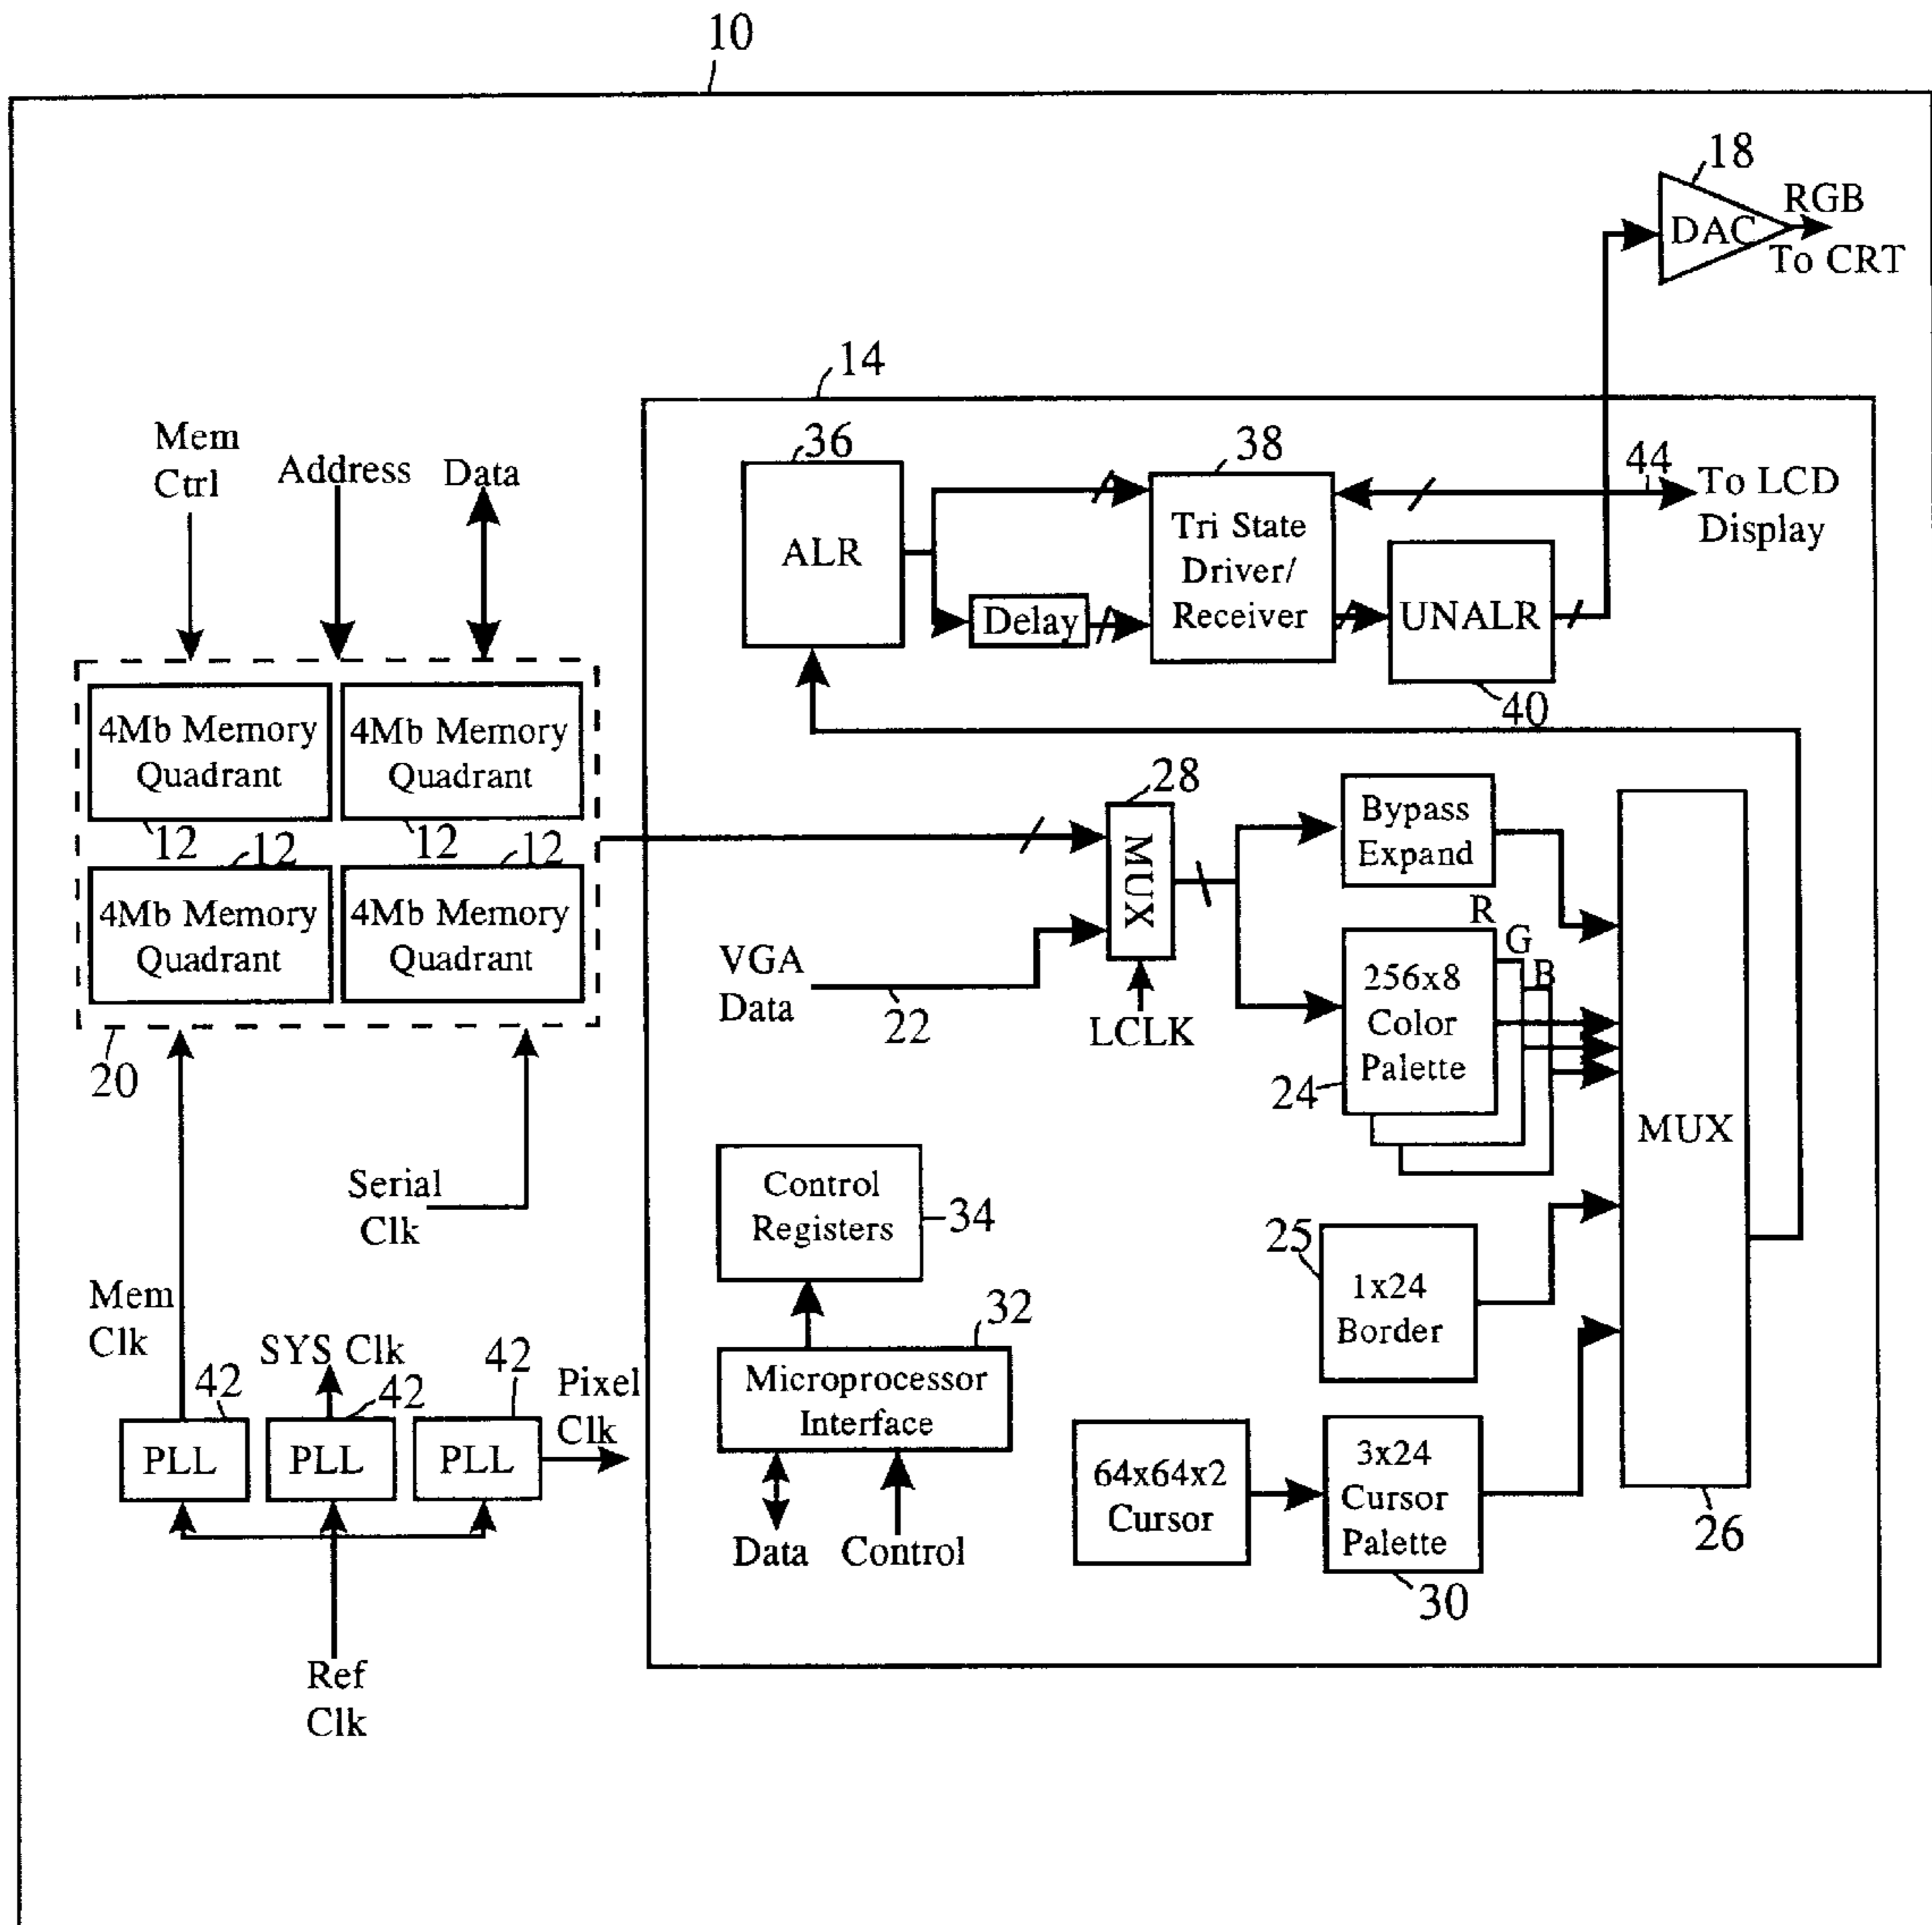 10
18
DAC
RGB
To CRT
14
36
ALR
38
Tri State
Driver/
Receiver
Delay
44
To LCD
Display
UNALR
40
Mem
Ctrl
Address
Data
4Mb Memory
Quadrant
12
4Mb Memory
Quadrant
12
4Mb Memory
Quadrant
12
4Mb Memory
Quadrant
12
20
28
MUX
LCLK
VGA
Data
22
Bypass
Expand
R
G
B
256x8
Color
Palette
24
MUX
26
Control
Registers
34
Serial
Clk
25
1x24
Border
Mem
Clk
SYS Clk
42
42
42
Pixel
Clk
PLL
PLL
PLL
Ref
Clk
32
Microprocessor
Interface
Data
Control
64x64x2
Cursor
3x24
Cursor
Palette
30